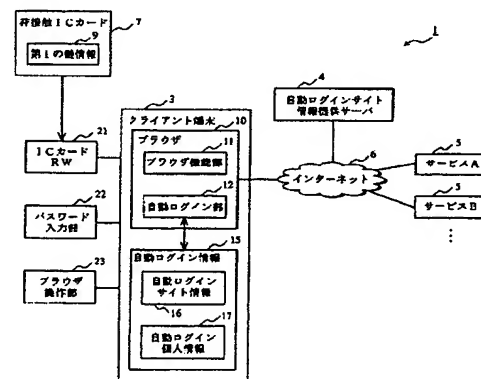 非接触ICカード
7
9
第1の鍵情報
1
3
クライアント端末
10
ブラウザ
11
ブラウザ機能部
12
自動ログイン部
21
ICカード
RW
22
パスワード
入力部
23
ブラウザ
操作部
15
自動ログイン情報
自動ログイン
サイト情報
16
17
自動ログイン
個人情報
4
自動ログインサイト
情報提供サーバ
6
インターネット
5
サービスA
5
サービスB
⋮